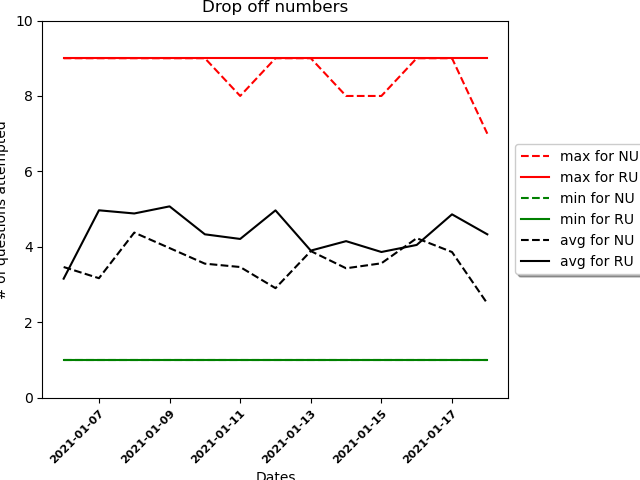 Drop off numbers
10
8
6
4
2
0
# of questions attempted
2021-01-07
2021-01-09
2021-01-11
2021-01-13
2021-01-15
2021-01-17
Dates
max for NU
max for RU
min for NU
min for RU
avg for NU
avg for RU